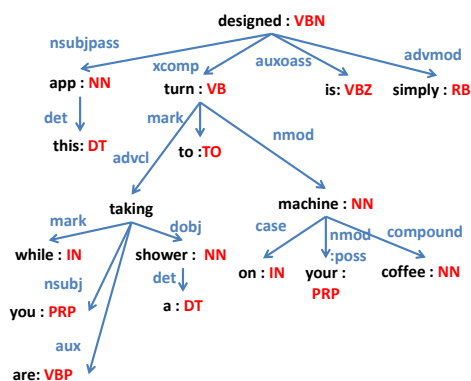 designed : VBN
nsubjpass
xcomp
auxoass
advmod
app : NN
turn : VB
is: VBZ
simply : RB
det
mark
nmod
this: DT
advcl
to :TO
taking
machine : NN
mark
dobj
case
nmod
:poss
compound
while : IN
shower : NN
on : IN
your :
PRP
coffee : NN
nsubj
det
you : PRP
a : DT
aux
are: VBP